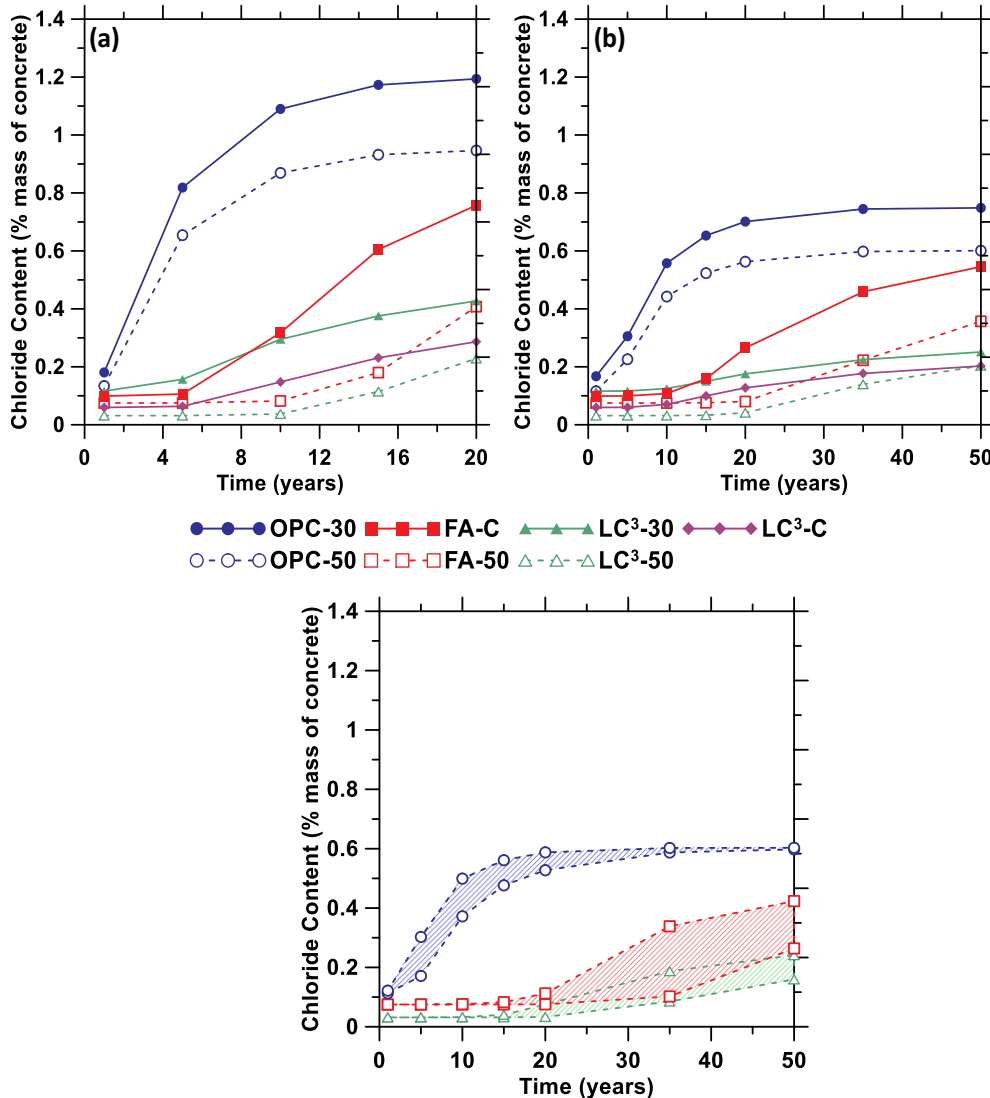 (a)
Chloride Content (% mass of concrete)
1.4
1.2
1
0.8
0.6
0.4
0.2
0
0 4 8 12 16 20
Time (years)
(b)
Chloride Content (% mass of concrete)
1.4
1.2
1
0.8
0.6
0.4
0.2
0
0 10 20 30 40 50
Time (years)
OPC-30 FA-C LC³-30 LC³-C
OPC-50 FA-50 LC³-50
Chloride Content (% mass of concrete)
1.4
1.2
1
0.8
0.6
0.4
0.2
0
0 10 20 30 40 50
Time (years)